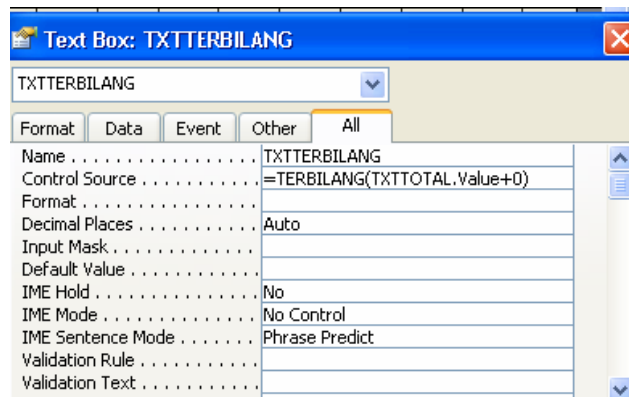 Text Box: TXTTERBILANG
TXTTERBILANG
Format Data Event Other All
Name . . . . . . . . . . . . . . . . . . TXTTERBILANG
Control Source . . . . . . . . . . . =TERBILANG(TXTTOTAL.Value+0)
Format . . . . . . . . . . . . . . . . .
Decimal Places . . . . . . . . . . . Auto
Input Mask . . . . . . . . . . . . .
Default Value . . . . . . . . . . . .
IME Hold . . . . . . . . . . . . . . . No
IME Mode . . . . . . . . . . . . . . No Control
IME Sentence Mode . . . . . . . Phrase Predict
Validation Rule . . . . . . . . . . .
Validation Text . . . . . . . . . . .